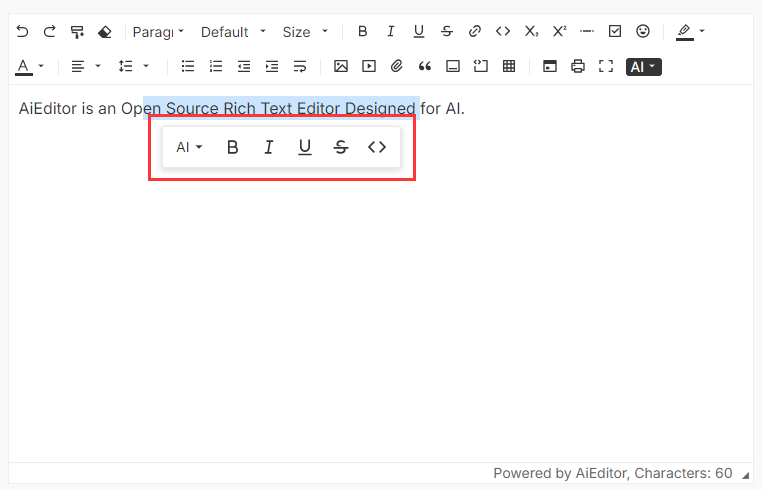 Paragr Default Size B I U S <> X₂ X²
A AI
AiEditor is an Open Source Rich Text Editor Designed for AI.
AI B I U S <>
Powered by AiEditor, Characters: 60